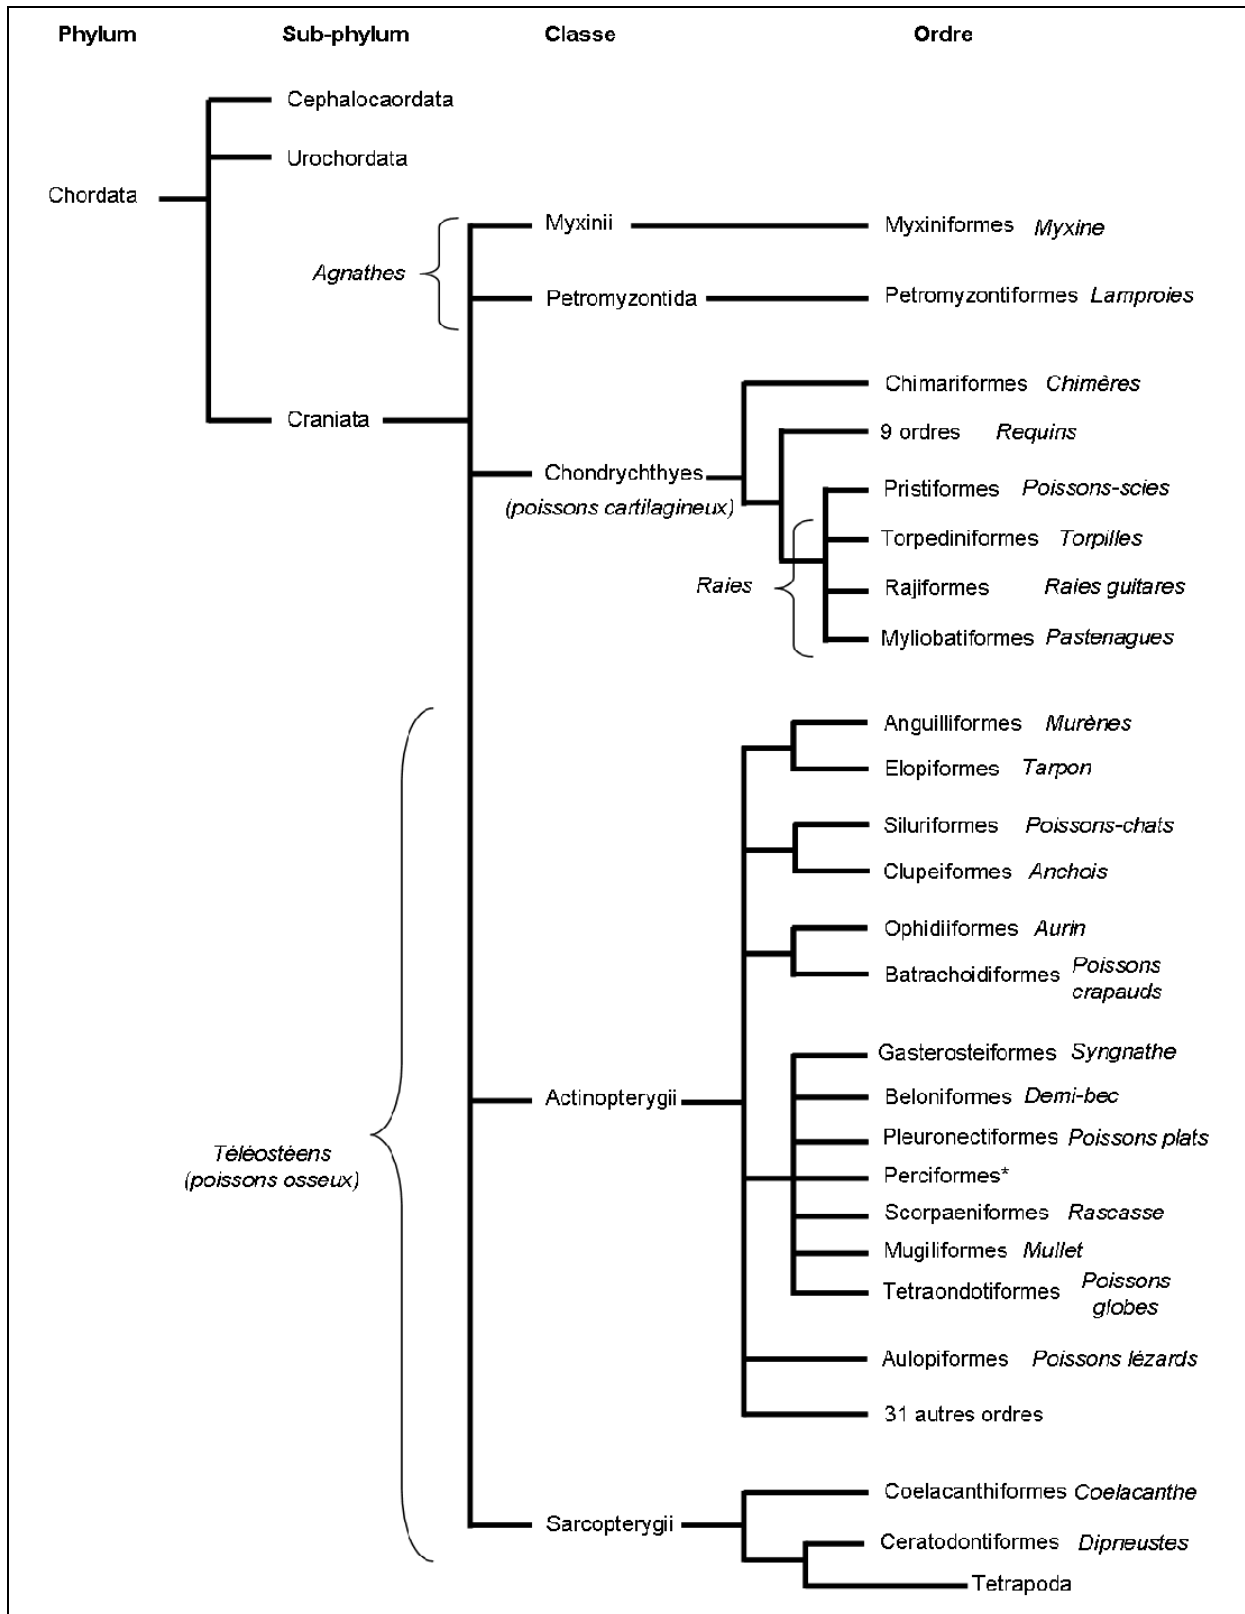 Phylum Sub-phylum Classe Ordre
Cephalocaordata
Urochordata
Chordata
Myxinii Myxiniformes Myxine
Agnathes
Petromyzontida Petromyzontiformes Lamproies
Chimariformes Chimères
Craniata
9 ordres Requins
Chondrychthyes
(poissons cartilagineux)
Pristiformes Poissons-scies
Torpediniformes Torpilles
Raies
Rajiformes Raies guitares
Myliobatiformes Pastenagues
Anguilliformes Murènes
Elopiformes Tarpon
Siluriformes Poissons-chats
Clupeiformes Anchois
Ophidiiformes Aurin
Batrachoidiformes Poissons
crapauds
Gasterosteiformes Syngnathe
Actinopterygii
Beloniformes Demi-bec
Pleuronectiformes Poissons plats
Téléostéens
(poissons osseux)
Perciformes*
Scorpaeniformes Rascasse
Mugiliformes Mullet
Tetraondotiformes Poissons
globes
Aulopiformes Poissons lézards
31 autres ordres
Coelacanthiformes Coelacanthe
Sarcopterygii
Ceratodontiformes Dipneustes
Tetrapoda